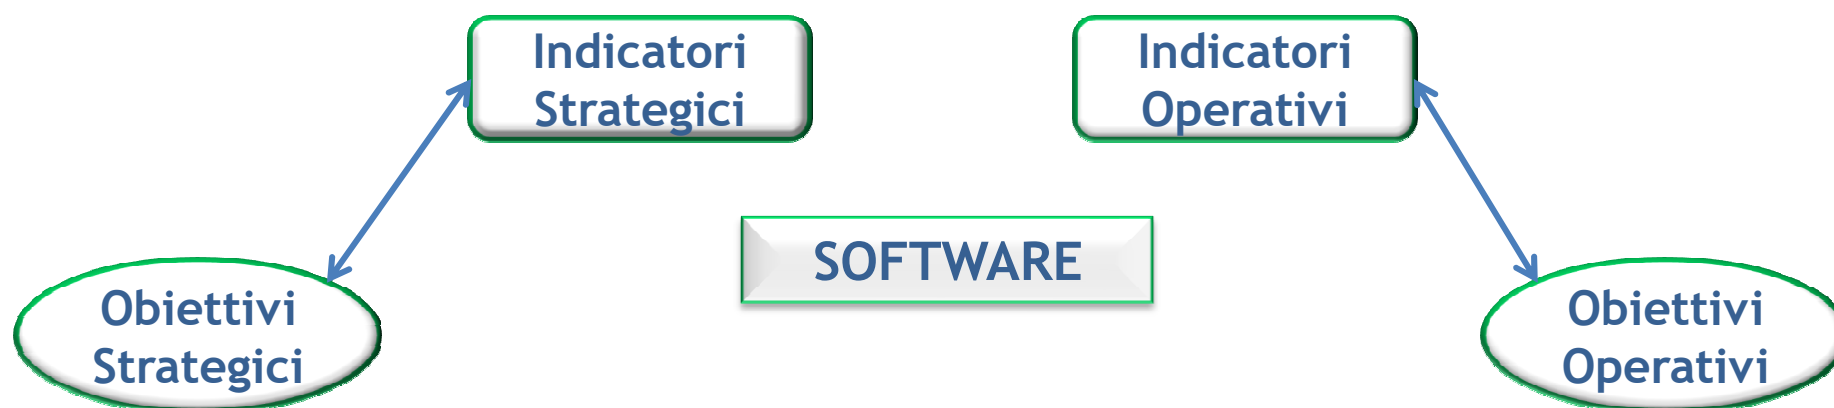 Indicatori
Strategici
Indicatori
Operativi
SOFTWARE
Obiettivi
Strategici
Obiettivi
Operativi